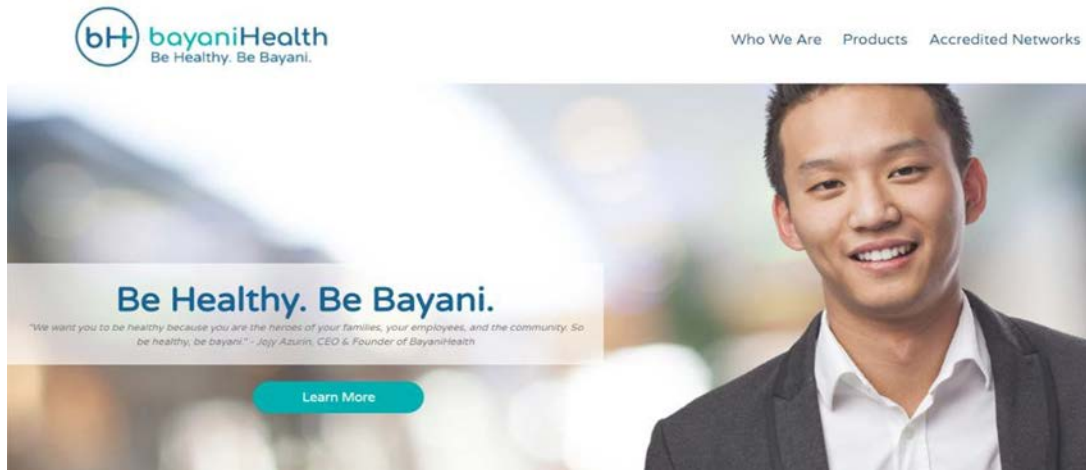 bH bayaniHealth
Be Healthy. Be Bayani.
Who We Are Products Accredited Networks
Be Healthy. Be Bayani.
"We want you to be healthy because you are the heroes of your families, your employees, and the community. So
be healthy, be bayani." - Jejy Azurin, CEO & Founder of BayaniHealth
Learn More